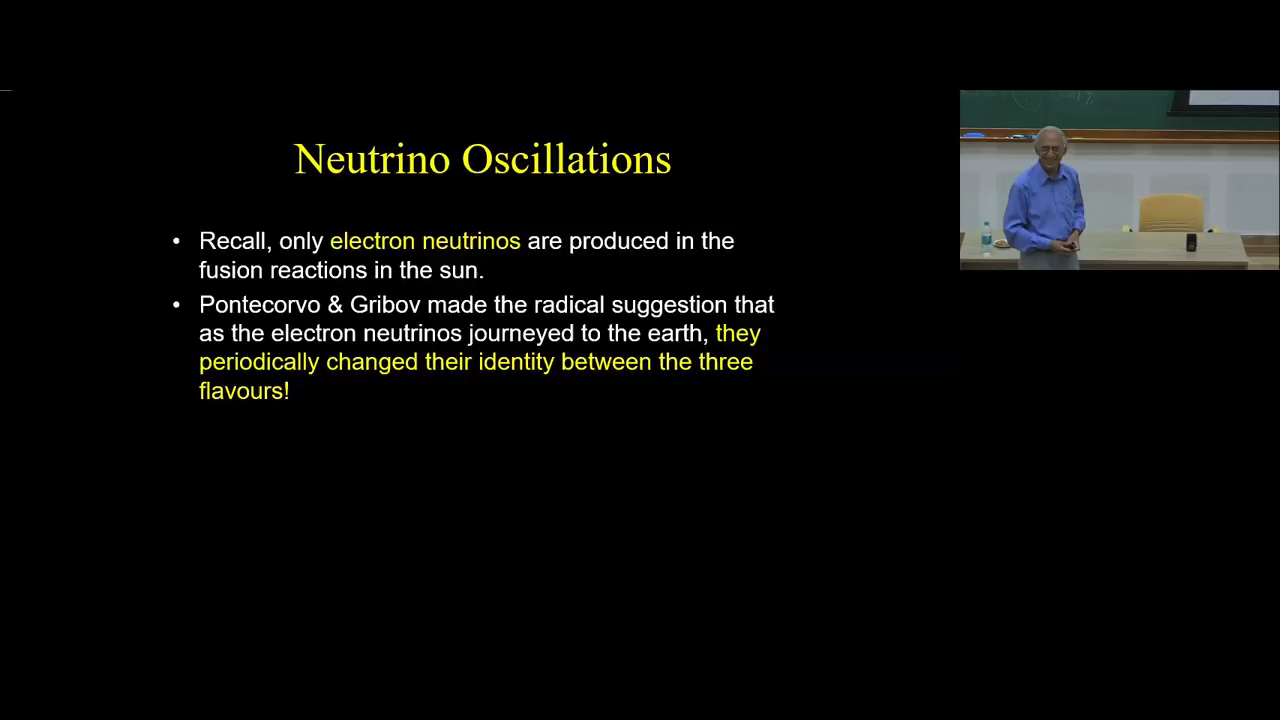 Neutrino Oscillations
• Recall, only electron neutrinos are produced in the
fusion reactions in the sun.
• Pontecorvo & Gribov made the radical suggestion that
as the electron neutrinos journeyed to the earth, they
periodically changed their identity between the three
flavours!